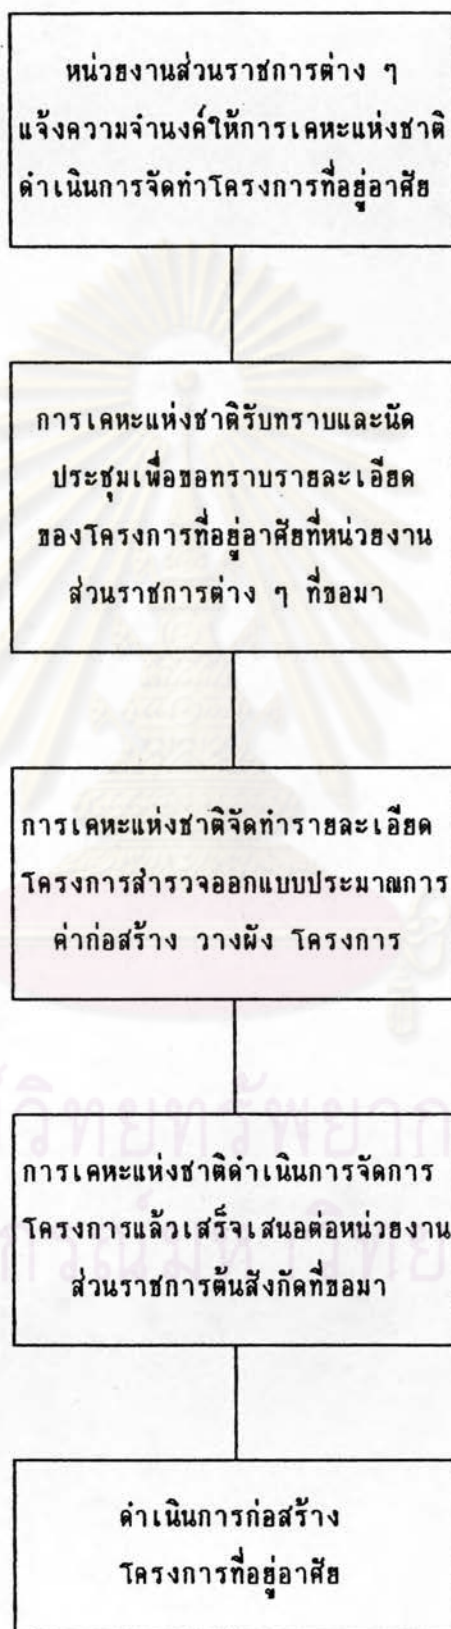 หน่วยงานส่วนราชการต่าง ๆ
แจ้งความจำนงค์ให้การเคหะแห่งชาติ
ดำเนินการจัดทำโครงการที่อยู่อาศัย
การเคหะแห่งชาติรับทราบและนัด
ประชุมเพื่อขอทราบรายละเอียด
ของโครงการที่อยู่อาศัยที่หน่วยงาน
ส่วนราชการต่าง ๆ ที่ขอมา
การเคหะแห่งชาติจัดทำรายละเอียด
โครงการสำรวจออกแบบประมาณการ
ค่าก่อสร้าง วางผัง โครงการ
วิทยทรัพยาก
การเคหะแห่งชาติดำเนินการจัดการ
โครงการแล้วเสร็จเสนอต่อหน่วยงาน
ส่วนราชการต้นสังกัดที่ขอมา
ดำเนินการก่อสร้าง
โครงการที่อยู่อาศัย